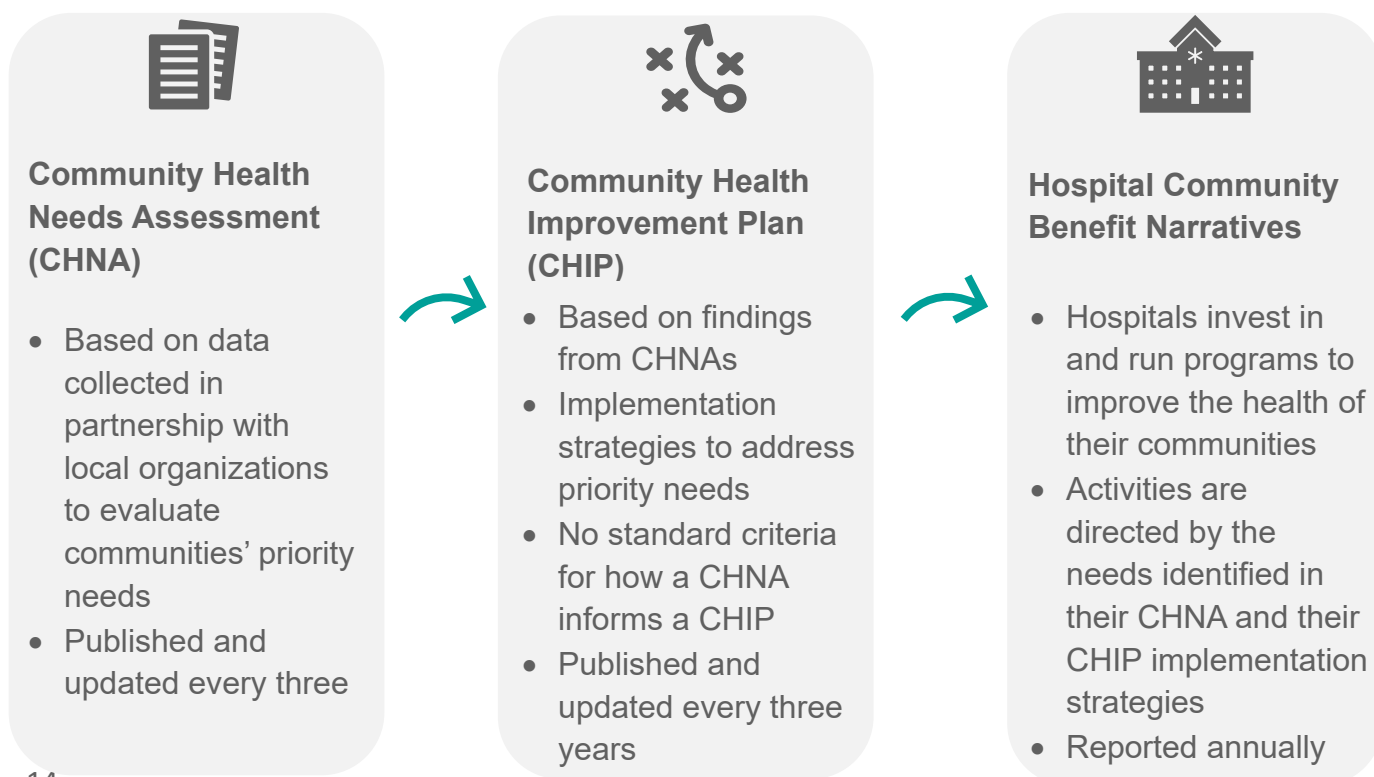 Community Health
Needs Assessment
(CHNA)
• Based on data
collected in
partnership with
local organizations
to evaluate
communities’ priority
needs
• Published and
updated every three
Community Health
Improvement Plan
(CHIP)
• Based on findings
from CHNAs
• Implementation
strategies to address
priority needs
• No standard criteria
for how a CHNA
informs a CHIP
• Published and
updated every three
years
Hospital Community
Benefit Narratives
• Hospitals invest in
and run programs to
improve the health of
their communities
• Activities are
directed by the
needs identified in
their CHNA and their
CHIP implementation
strategies
• Reported annually